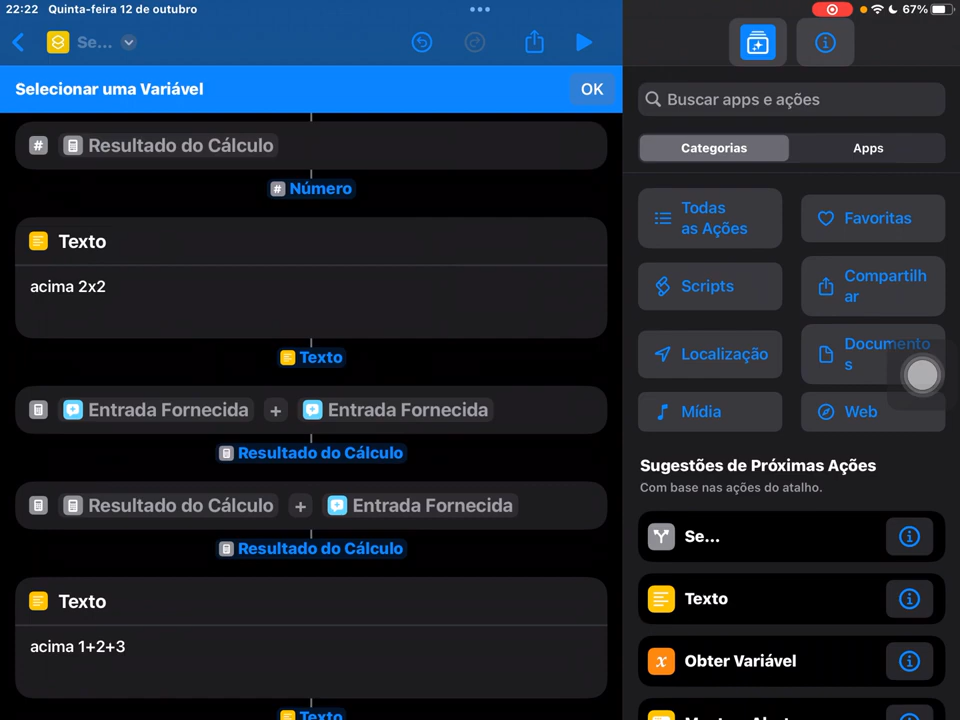 22:22 Quinta-feira 12 de outubro
67%
Se...
Selecionar uma Variável
OK
# Resultado do Cálculo
# Número
Texto
acima 2x2
Texto
Entrada Fornecida + Entrada Fornecida
Resultado do Cálculo
Resultado do Cálculo + Entrada Fornecida
Resultado do Cálculo
Texto
acima 1+2+3
Texto
Buscar apps e ações
Categorias
Apps
Todas
as Ações
Favoritas
Scripts
Compartilh
ar
Localização
Documento
s
Mídia
Web
Sugestões de Próximas Ações
Com base nas ações do atalho.
Se...
Texto
x Obter Variável